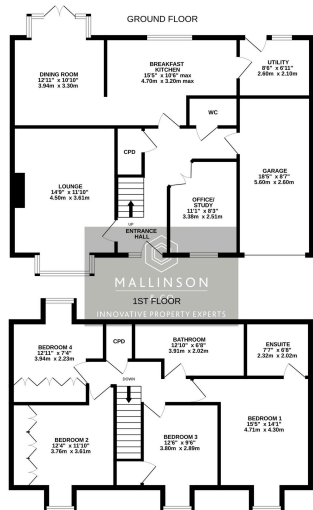 GROUND FLOOR
DINING ROOM
12'11" x 10'10"
3.94m x 3.30m
BREAKFAST
KITCHEN
15'5" x 10'6" max
4.70m x 3.20m max
UTILITY
8'6" x 6'11"
2.60m x 2.10m
WC
CPD
LOUNGE
14'9" x 11'10"
4.50m x 3.61m
GARAGE
18'5" x 8'7"
5.60m x 2.60m
OFFICE/
STUDY
11'1" x 8'3"
3.38m x 2.51m
UP
ENTRANCE
HALL
MALLINSON
1ST FLOOR
INNOVATIVE PROPERTY EXPERTS
BEDROOM 4
12'11" x 7'4"
3.94m x 2.23m
CPD
BATHROOM
12'10" x 6'8"
3.91m x 2.02m
ENSUITE
7'7" x 6'8"
2.32m x 2.02m
DOWN
BEDROOM 2
12'4" x 11'10"
3.76m x 3.61m
BEDROOM 3
12'6" x 9'6"
3.80m x 2.89m
BEDROOM 1
15'5" x 14'1"
4.71m x 4.30m